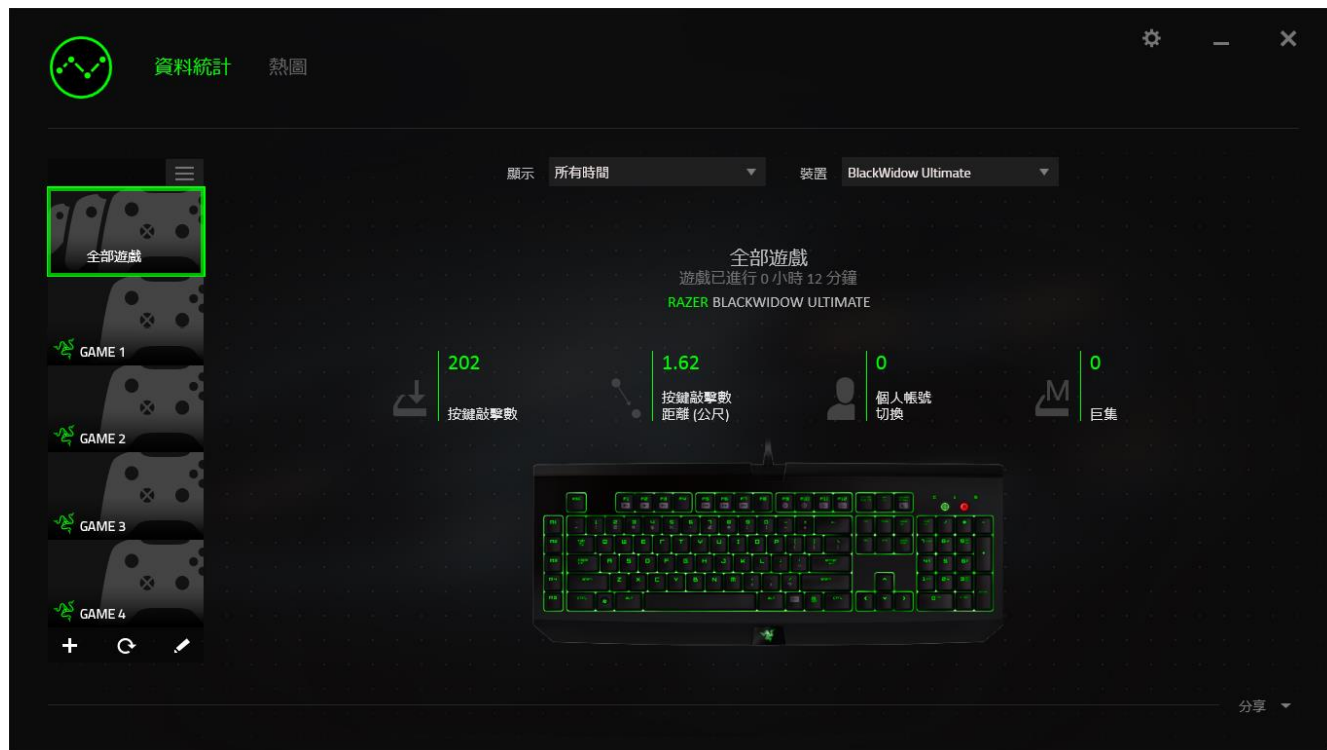 資料統計 熱圖
顯示 所有時間 裝置 BlackWidow Ultimate
全部遊戲
GAME 1
GAME 2
GAME 3
GAME 4
全部遊戲
遊戲已進行 0 小時 12 分鐘
RAZER BLACKWIDOW ULTIMATE
202
按鍵敲擊數
1.62
按鍵敲擊數
距離 (公尺)
0
個人帳號
切換
M
0
巨集
分享